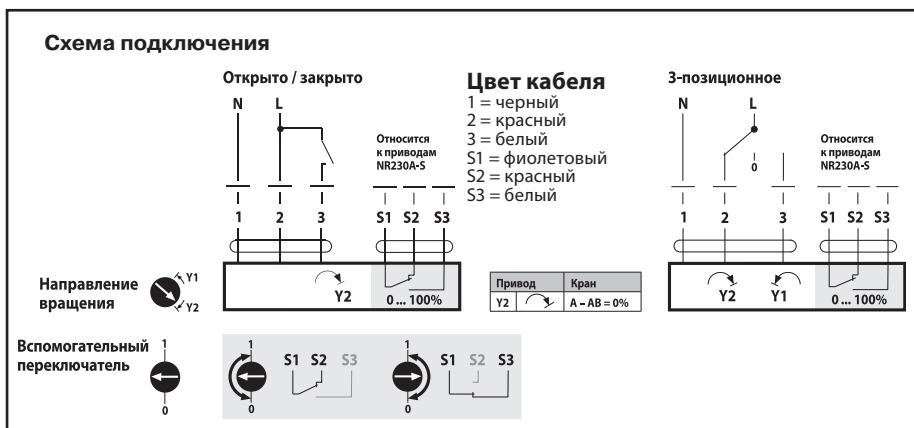 Схема подключения
Открыто / закрыто
N L
Относится
к приводам
NR230A-S
1 2 3 S1 S2 S3
Y2
0 ... 100%
Цвет кабеля
1 = черный
2 = красный
3 = белый
S1 = фиолетовый
S2 = красный
S3 = белый
3-позиционное
N L
0
Относится
к приводам
NR230A-S
1 2 3 S1 S2 S3
Y2 Y1
0 ... 100%
Направление
вращения
Y1
Y2
Привод Кран
Y2 A – AB = 0%
Вспомогательный
переключатель
1
0
1
0
S1 S2 S3
1
0
S1 S2 S3